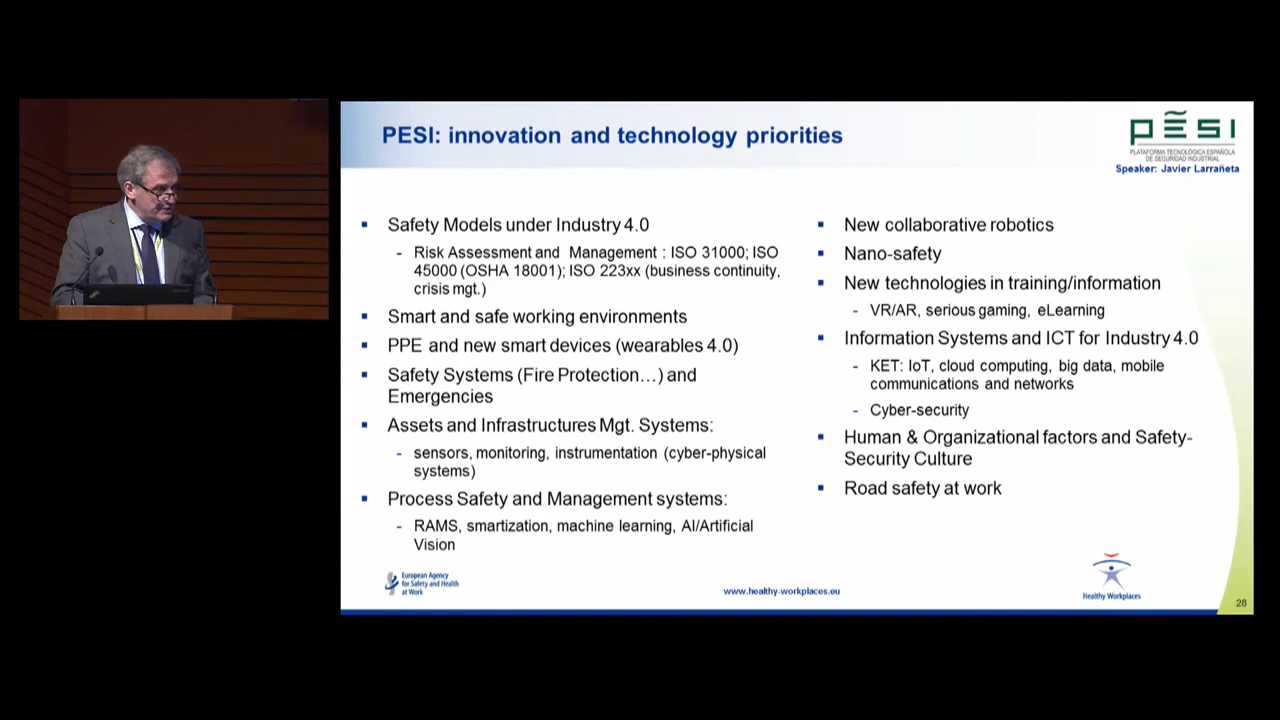 PESI: innovation and technology priorities
PESI
PLATAFORMA TECNOLÓGICA ESPAÑOLA
DE SEGURIDAD INDUSTRIAL
Speaker: Javier Larrañeta
▪ Safety Models under Industry 4.0
- Risk Assessment and Management : ISO 31000; ISO
45000 (OSHA 18001); ISO 223xx (business continuity,
crisis mgt.)
▪ Smart and safe working environments
▪ PPE and new smart devices (wearables 4.0)
▪ Safety Systems (Fire Protection…) and
Emergencies
▪ Assets and Infrastructures Mgt. Systems:
- sensors, monitoring, instrumentation (cyber-physical
systems)
▪ Process Safety and Management systems:
- RAMS, smartization, machine learning, AI/Artificial
Vision
▪ New collaborative robotics
▪ Nano-safety
▪ New technologies in training/information
- VR/AR, serious gaming, eLearning
▪ Information Systems and ICT for Industry 4.0
- KET: IoT, cloud computing, big data, mobile
communications and networks
- Cyber-security
▪ Human & Organizational factors and Safety-
Security Culture
▪ Road safety at work
European Agency
for Safety and Health
at Work
www.healthy-workplaces.eu
Healthy Workplaces
26